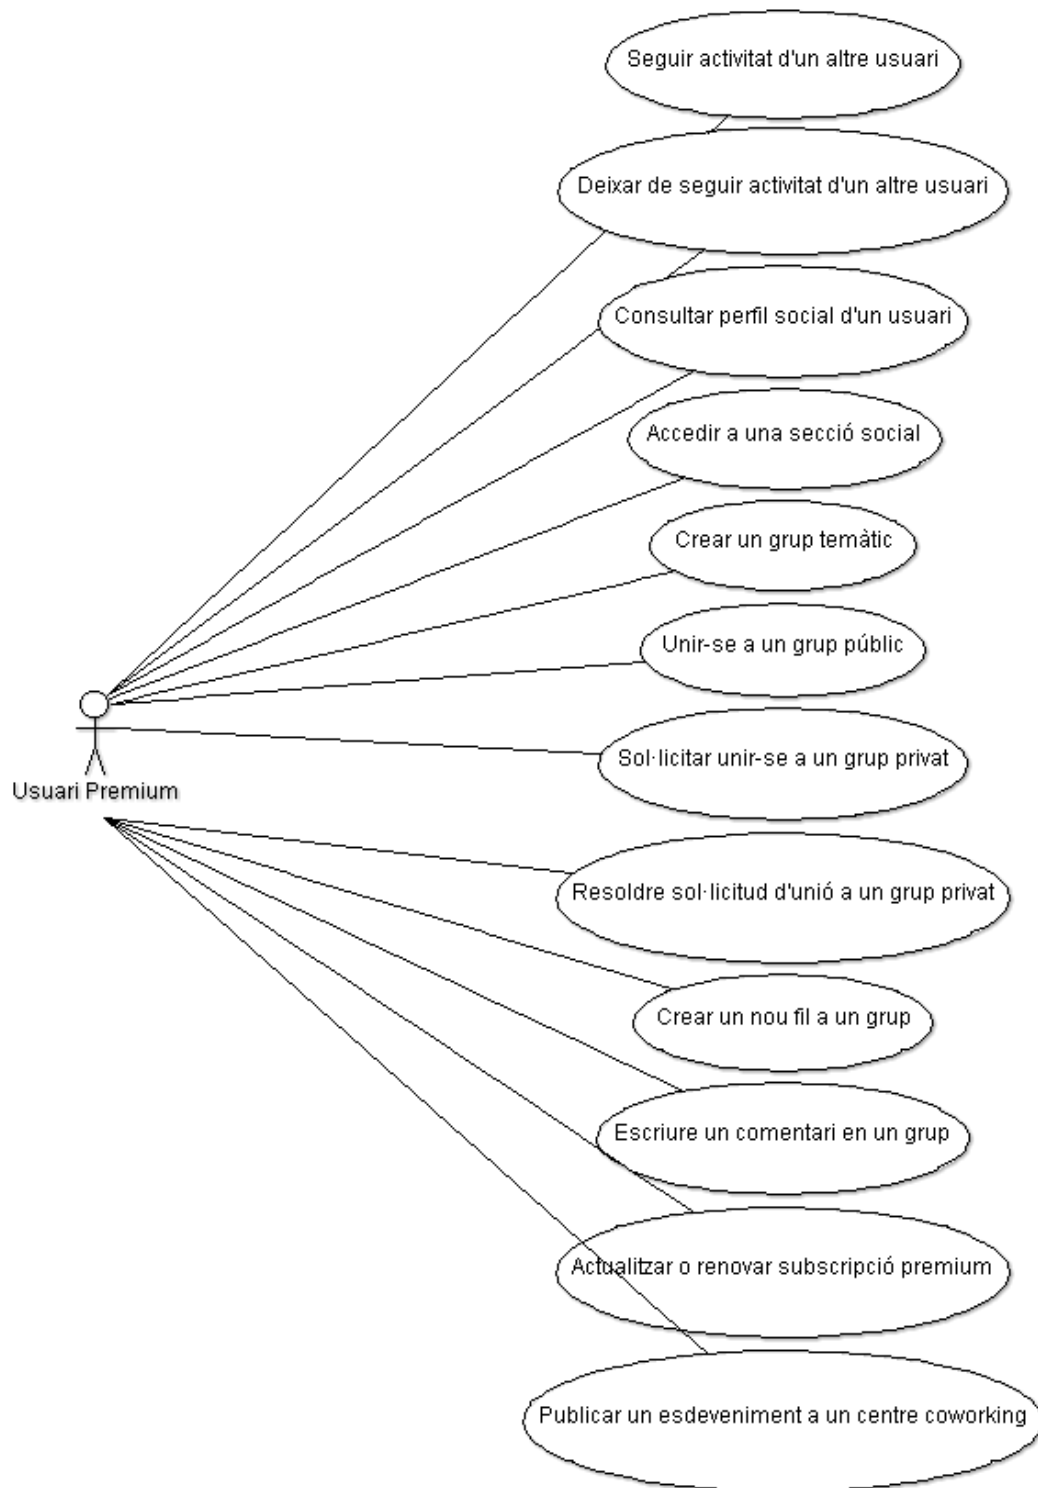 Seguir activitat d'un altre usuari
Deixar de seguir activitat d'un altre usuari
Consultar perfil social d'un usuari
Accedir a una secció social
Crear un grup temàtic
Unir-se a un grup públic
Sol·licitar unir-se a un grup privat
Usuari Premium
Resoldre sol·licitud d'unió a un grup privat
Crear un nou fil a un grup
Escriure un comentari en un grup
Actualitzar o renovar subscripció premium
Publicar un esdeveniment a un centre coworking